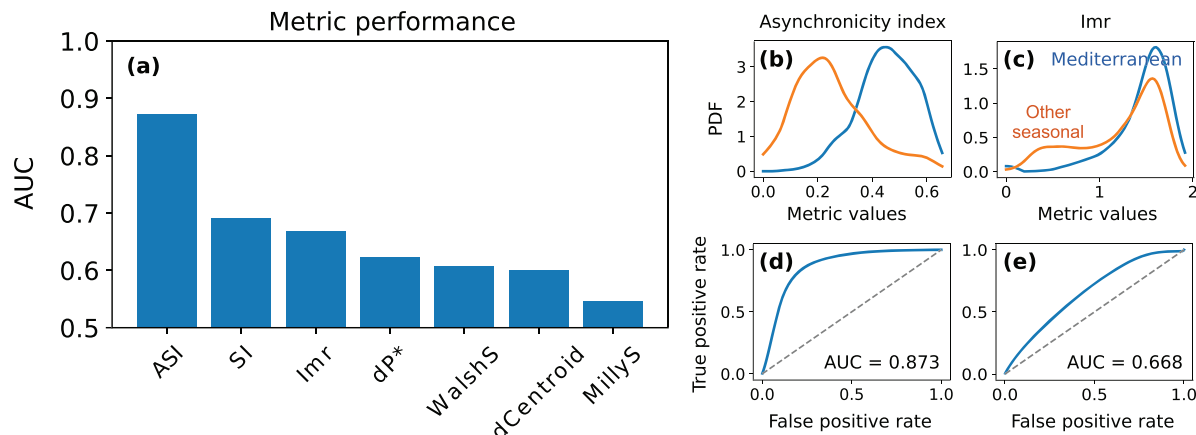 Metric performance
(a)
AUC
1.0
0.9
0.8
0.7
0.6
0.5
ASI
SI
Imr
dP*
WalshS
dCentroid
MillyS
Asynchronicity index
(b)
PDF
3
2
1
0
0.0 0.2 0.4 0.6
Metric values
Imr
(c)
Mediterranean
Other
seasonal
1.5
1.0
0.5
0.0
0 1 2
Metric values
(d)
True positive rate
1.0
0.5
0.0
AUC = 0.873
0.0 0.5 1.0
False positive rate
(e)
1.0
0.5
0.0
AUC = 0.668
0.0 0.5 1.0
False positive rate